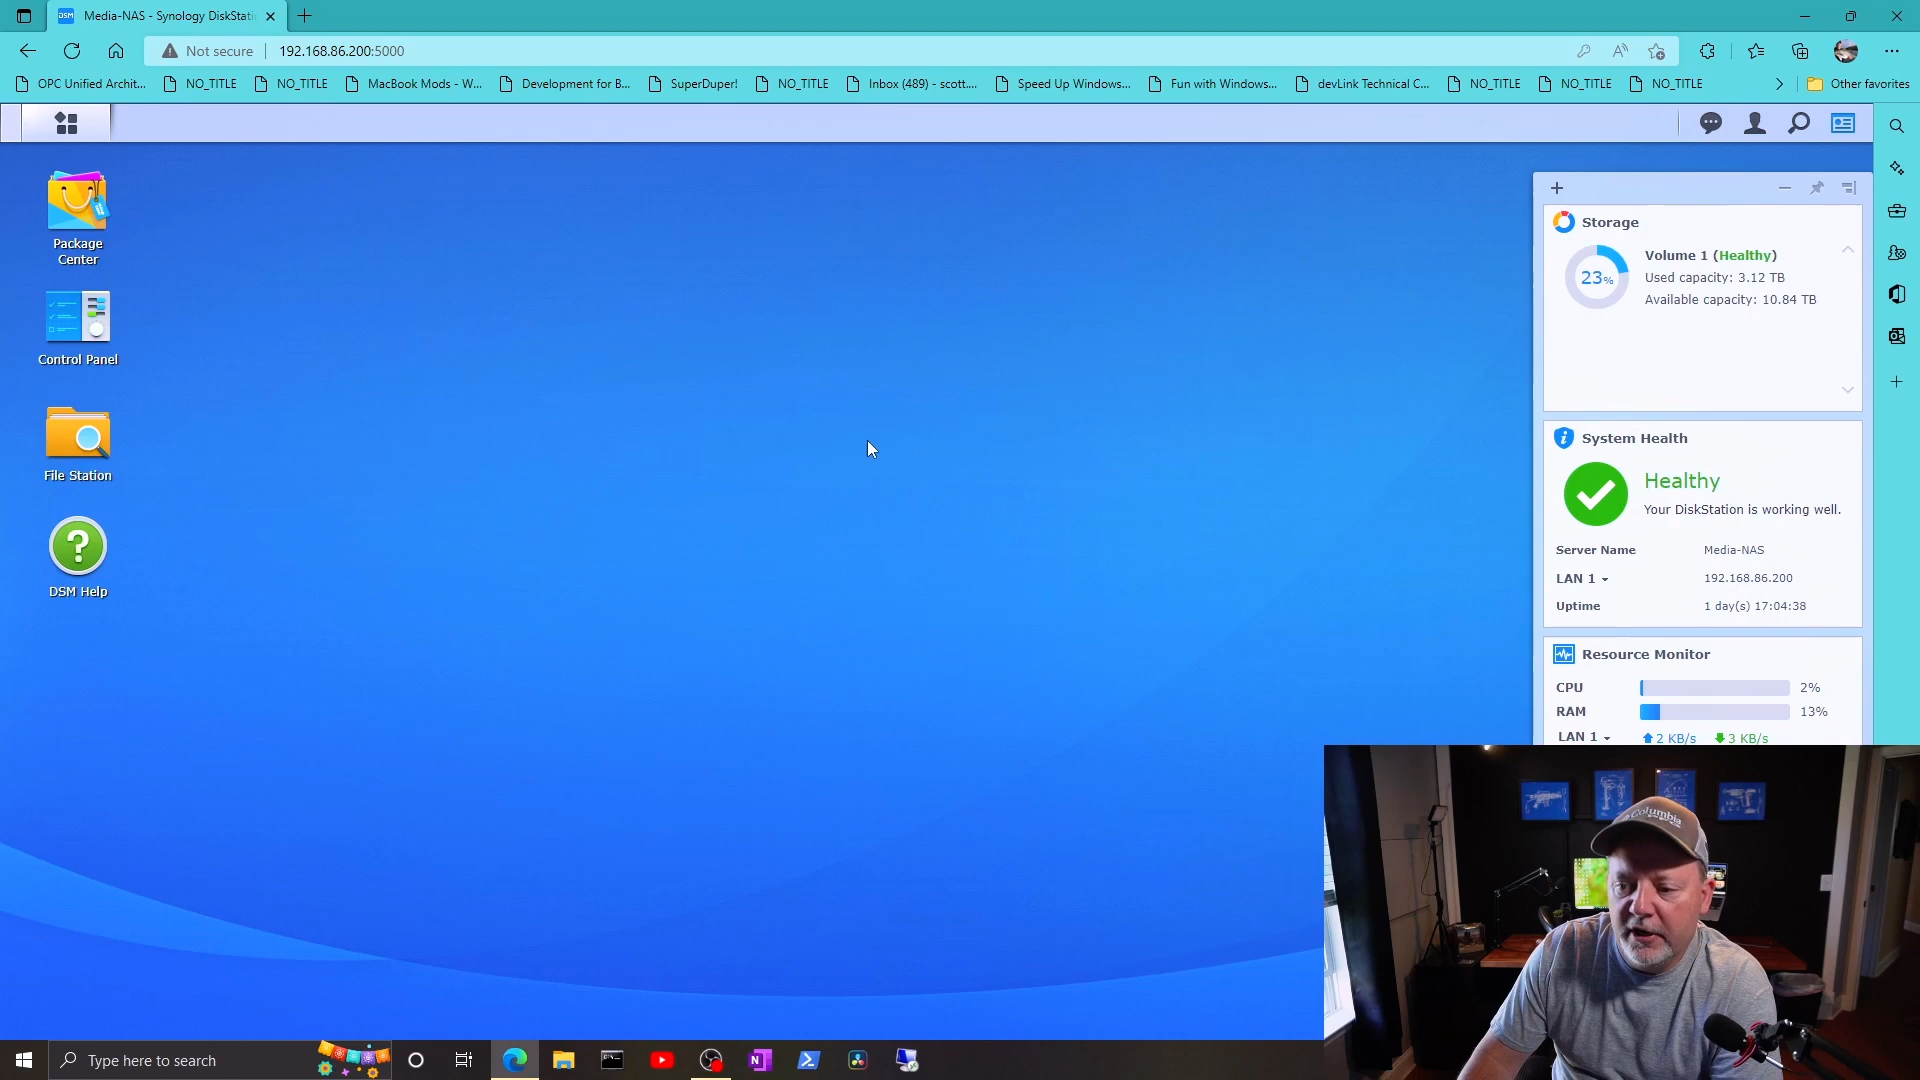 Media-NAS - Synology DiskStati
Not secure
192.168.86.200:5000
OPC Unified Archit...
NO_TITLE
NO_TITLE
MacBook Mods - W...
Development for B...
SuperDuper!
NO_TITLE
Inbox (489) - scott....
Speed Up Windows...
Fun with Windows...
devLink Technical C...
NO_TITLE
NO_TITLE
NO_TITLE
Other favorites
Package
Center
Control Panel
File Station
DSM Help
Storage
23%
Volume 1 (Healthy)
Used capacity: 3.12 TB
Available capacity: 10.84 TB
System Health
Healthy
Your DiskStation is working well.
Server Name Media-NAS
LAN 1 192.168.86.200
Uptime 1 day(s) 17:04:38
Resource Monitor
CPU 2%
RAM 13%
LAN 1 2 KB/s 3 KB/s
Columbia
Type here to search